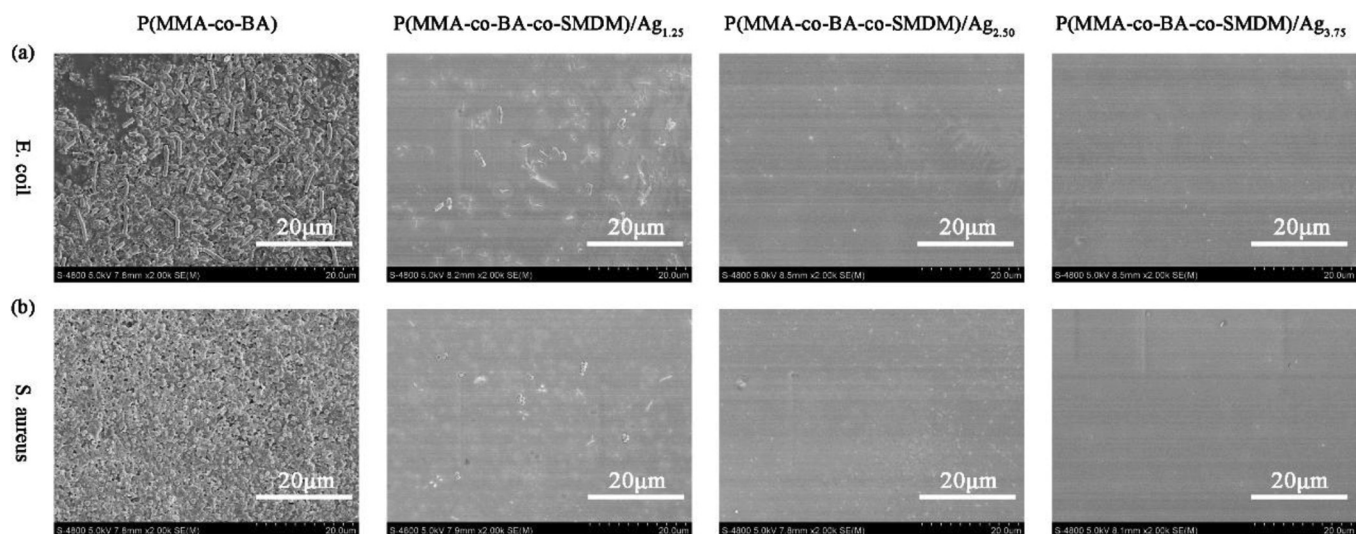 P(MMA-co-BA) P(MMA-co-BA-co-SMDM)/Ag1.25 P(MMA-co-BA-co-SMDM)/Ag2.50 P(MMA-co-BA-co-SMDM)/Ag3.75
(a)
E. coil
20μm 20μm 20μm 20μm
S-4800 5.0kV 7.6mm x2.00k SE(M) 20.0um S-4800 5.0kV 8.2mm x2.00k SE(M) 20.0um S-4800 5.0kV 8.5mm x2.00k SE(M) 20.0um S-4800 5.0kV 8.5mm x2.00k SE(M) 20.0um
(b)
S. aureus
20μm 20μm 20μm 20μm
S-4800 5.0kV 7.6mm x2.00k SE(M) 20.0um S-4800 5.0kV 7.9mm x2.00k SE(M) 20.0um S-4800 5.0kV 7.8mm x2.00k SE(M) 20.0um S-4800 5.0kV 8.1mm x2.00k SE(M) 20.0um